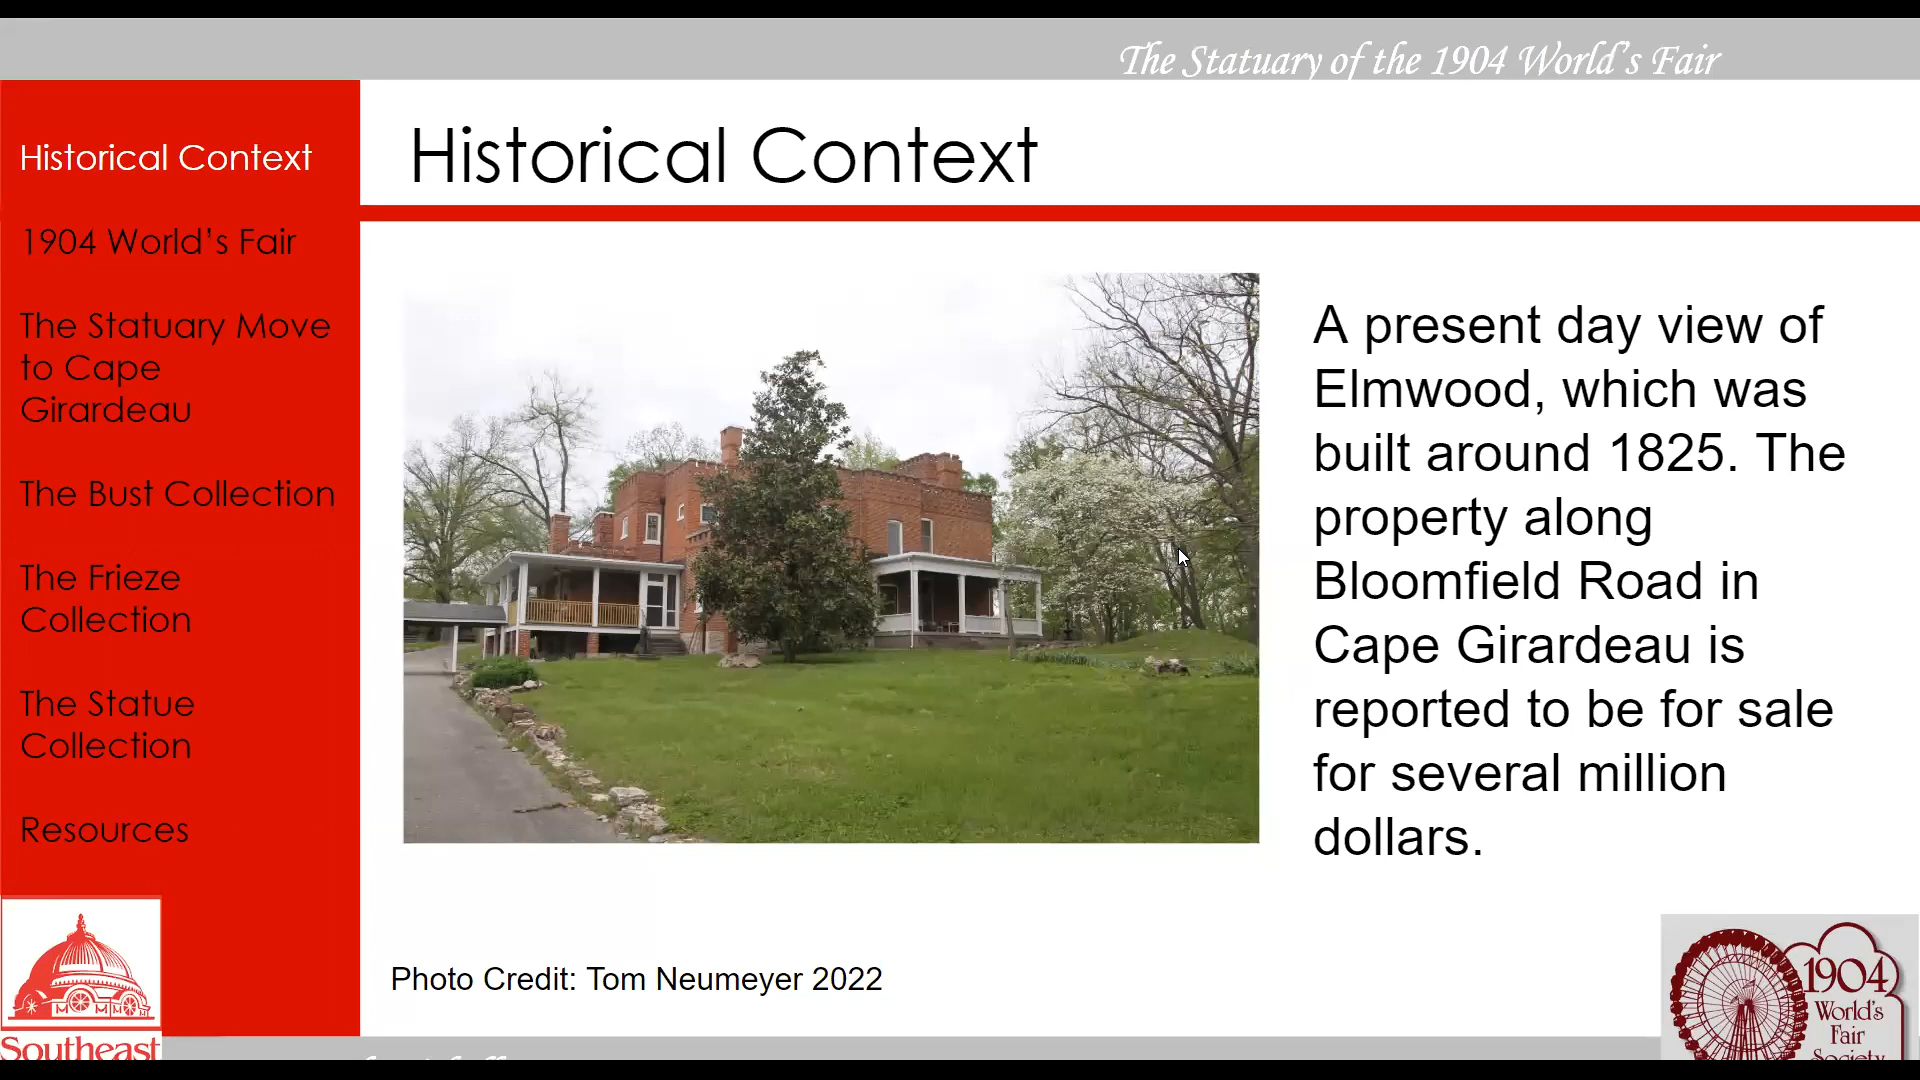 The Statuary of the 1904 World's Fair
Historical Context
1904 World's Fair
The Statuary Move
to Cape
Girardeau
The Bust Collection
The Frieze
Collection
The Statue
Collection
Resources
Southeast
Historical Context
A present day view of
Elmwood, which was
built around 1825. The
property along
Bloomfield Road in
Cape Girardeau is
reported to be for sale
for several million
dollars.
Photo Credit: Tom Neumeyer 2022
1904
World's
Fair
Society